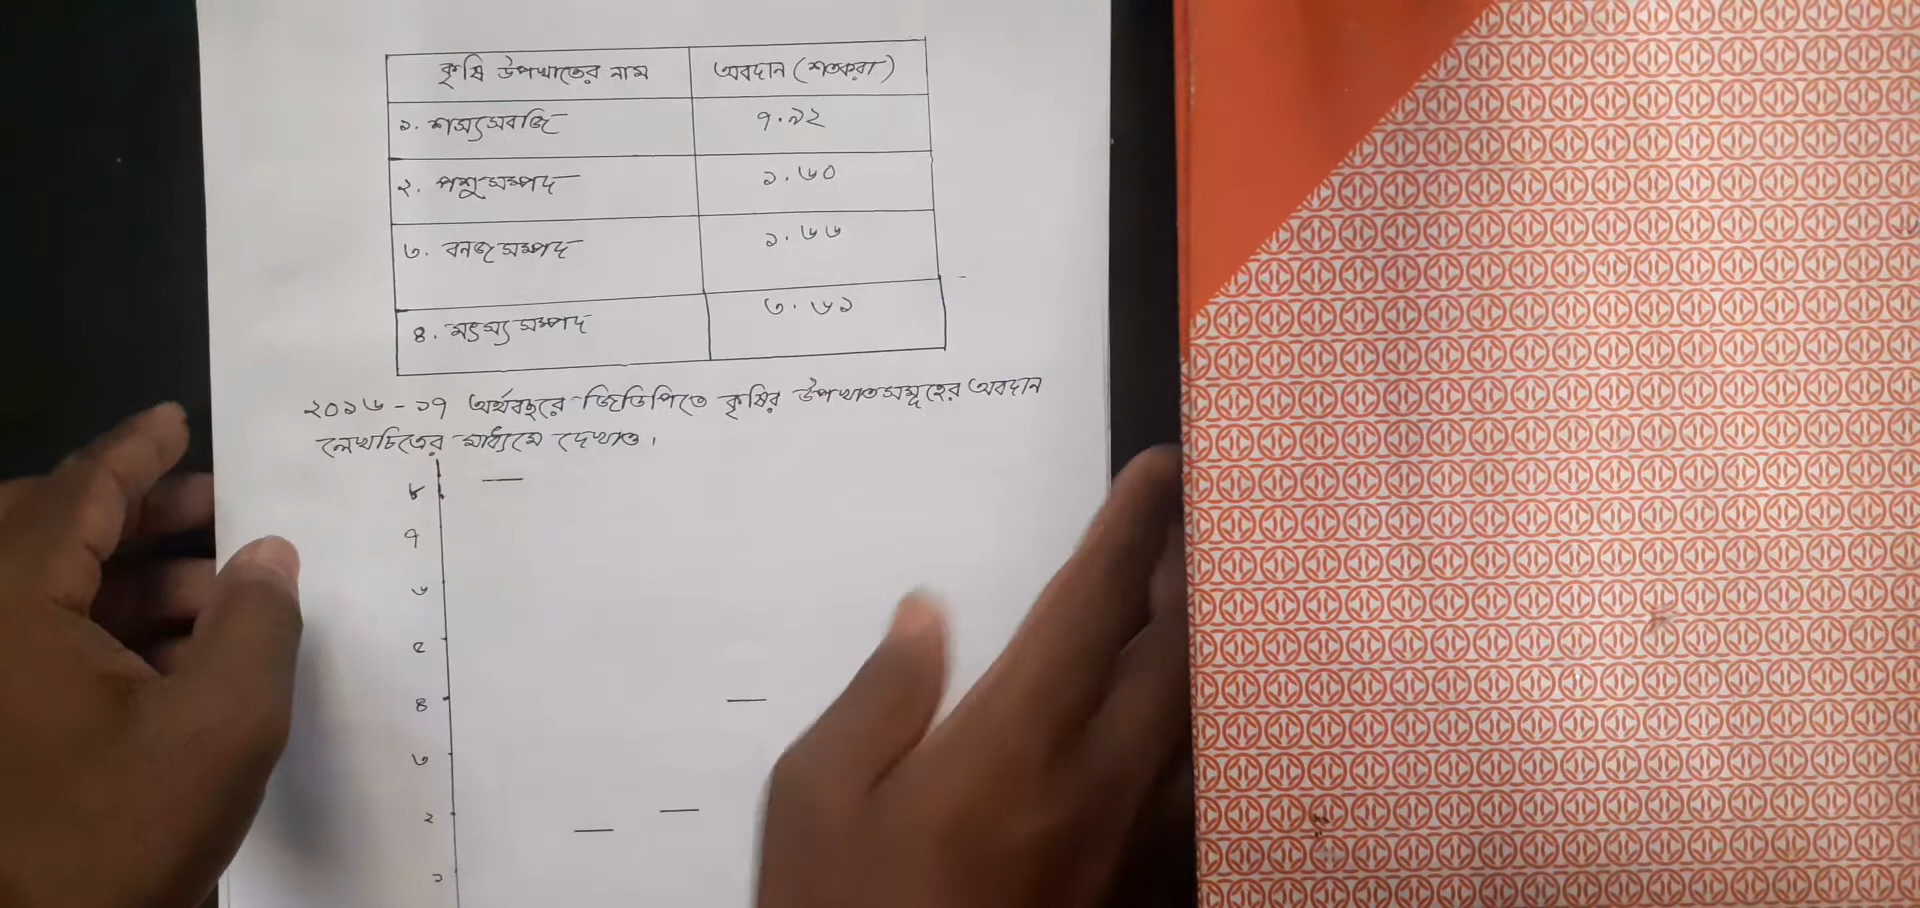 কৃষি উপখাতের নাম অবদান (শতকরা)
১. শস্যসবজি ৭.৯২
২. পশুসম্পদ ১.৬০
৩. বনজসম্পদ ১.৬৬
৪. মৎস্যসম্পদ ৩.৬১
২০১৬-১৭ অর্থবছরে জিডিপিতে কৃষির উপখাতসমূহের অবদান
লেখচিত্রের মাধ্যমে দেখাও।
৮
৭
৬
৫
৪
৩
২
১